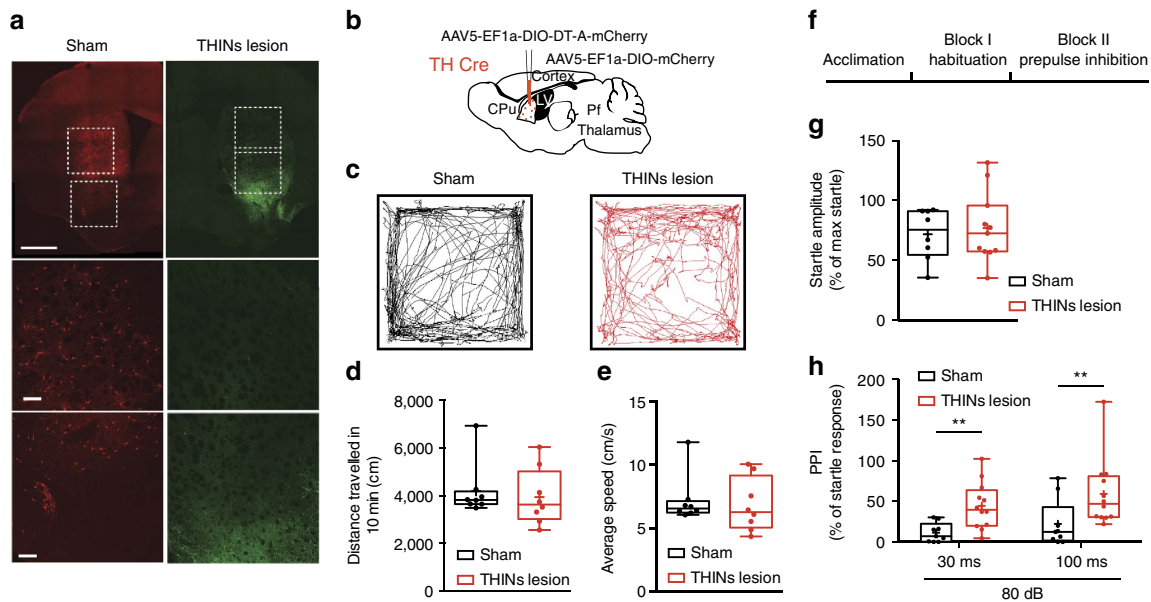 a
Sham
THINs lesion
b
AAV5-EF1a-DIO-DT-A-mCherry
AAV5-EF1a-DIO-mCherry
TH Cre
Cortex
LV
CPu
Pf
Thalamus
c
Sham
THINs lesion
d
Distance travelled in
10 min (cm)
8,000
6,000
4,000
2,000
0
Sham
THINs lesion
e
Average speed (cm/s)
15
10
5
0
Sham
THINs lesion
f
Acclimation
Block I
habituation
Block II
prepulse inhibition
g
Startle amplitude
(% of max startle)
150
100
50
0
Sham
THINs lesion
h
PPI
(% of startle response)
200
150
100
50
0
Sham
THINs lesion
**
**
30 ms
100 ms
80 dB